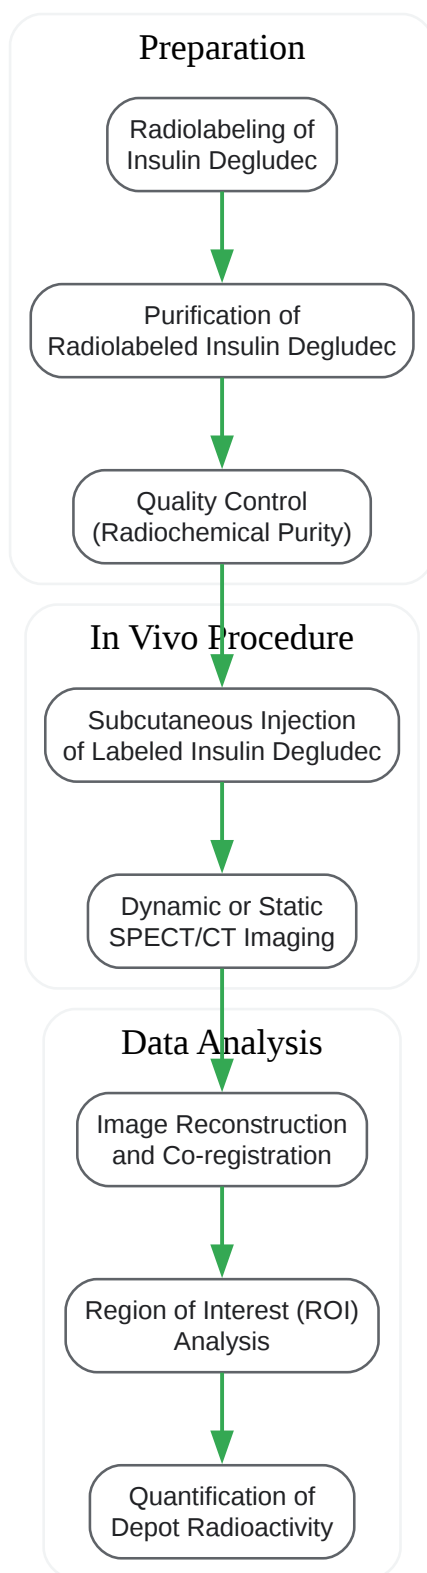 Preparation
Radiolabeling of
Insulin Degludec
Purification of
Radiolabeled Insulin Degludec
Quality Control
(Radiochemical Purity)
In Vivo Procedure
Subcutaneous Injection
of Labeled Insulin Degludec
Dynamic or Static
SPECT/CT Imaging
Data Analysis
Image Reconstruction
and Co-registration
Region of Interest (ROI)
Analysis
Quantification of
Depot Radioactivity